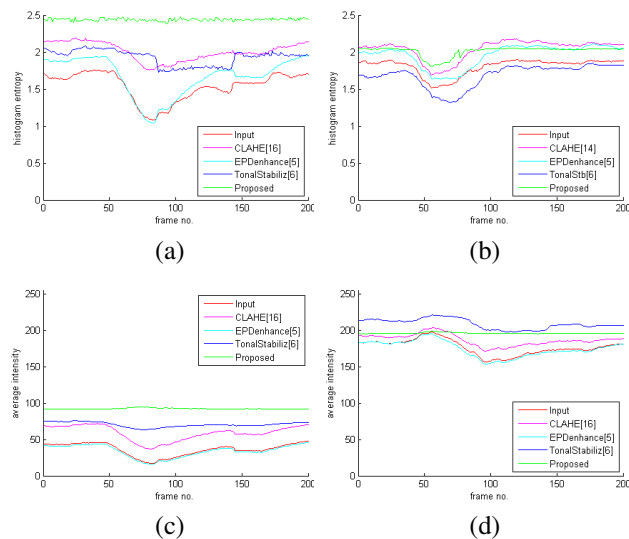 2.5
2
1.5
1
0.5
0
histogram entropy
0 50 100 150 200
frame no.
Input
CLAHE[16]
EPDenhance[5]
TonalStabiliz[6]
Proposed
(a)
2.5
2
1.5
1
0.5
0
histogram entropy
0 50 100 150 200
frame no.
Input
CLAHE[14]
EPDenhance[5]
TonalStb[6]
Proposed
(b)
250
200
150
100
50
0
average intensity
0 50 100 150 200
frame no.
Input
CLAHE[16]
EPDenhance[5]
TonalStabiliz[6]
Proposed
(c)
250
200
150
100
50
0
average intensity
0 50 100 150 200
frame no.
Input
CLAHE[16]
EPDenhance[5]
TonalStabiliz[6]
Proposed
(d)